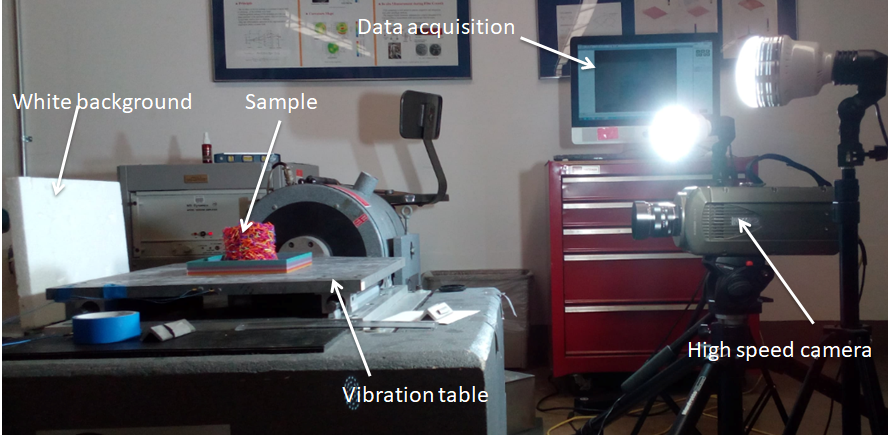 Data acquisition
White background
Sample
High speed camera
Vibration table